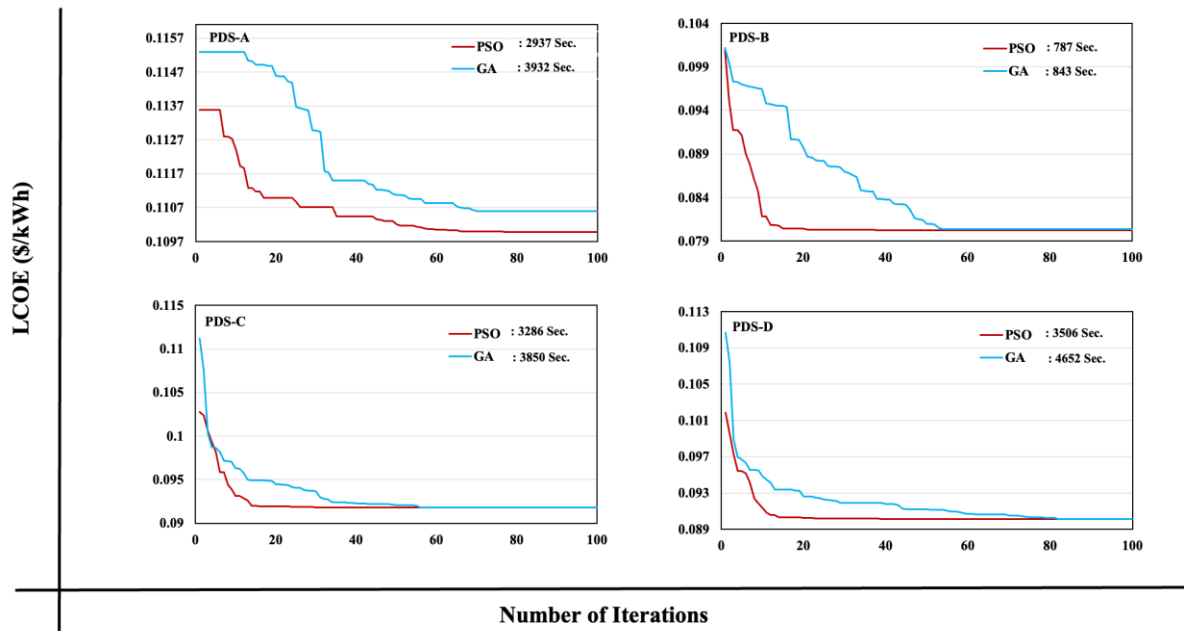 LCOE ($/kWh)
PDS-A
0.1157
0.1147
0.1137
0.1127
0.1117
0.1107
0.1097
PSO : 2937 Sec.
GA : 3932 Sec.
0 20 40 60 80 100
PDS-B
0.104
0.099
0.094
0.089
0.084
0.079
PSO : 787 Sec.
GA : 843 Sec.
0 20 40 60 80 100
PDS-C
0.115
0.11
0.105
0.1
0.095
0.09
PSO : 3286 Sec.
GA : 3850 Sec.
0 20 40 60 80 100
PDS-D
0.113
0.109
0.105
0.101
0.097
0.093
0.089
PSO : 3506 Sec.
GA : 4652 Sec.
0 20 40 60 80 100
Number of Iterations